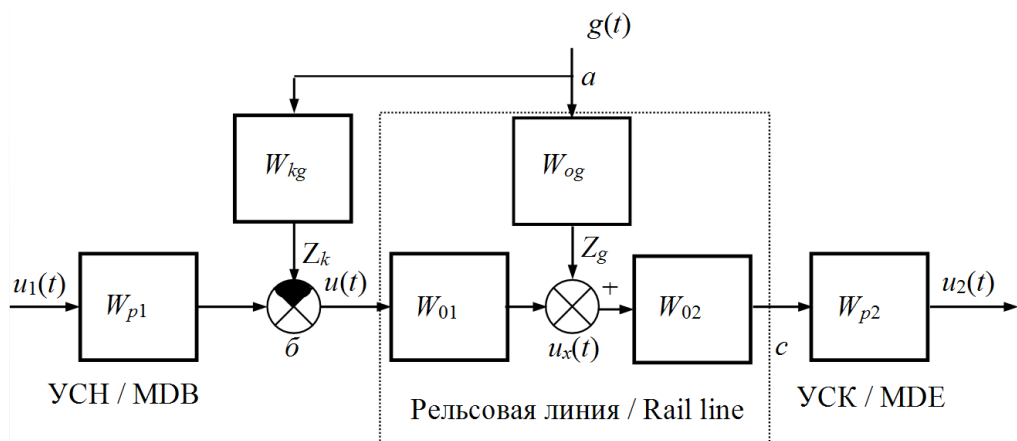 g(t)
a
W_kg
W_og
Z_k
Z_g
u_1(t)
W_p1
u(t)
W_01
+
W_02
W_p2
u_2(t)
б
u_x(t)
c
УСН / MDB
Рельсовая линия / Rail line
УСК / MDE